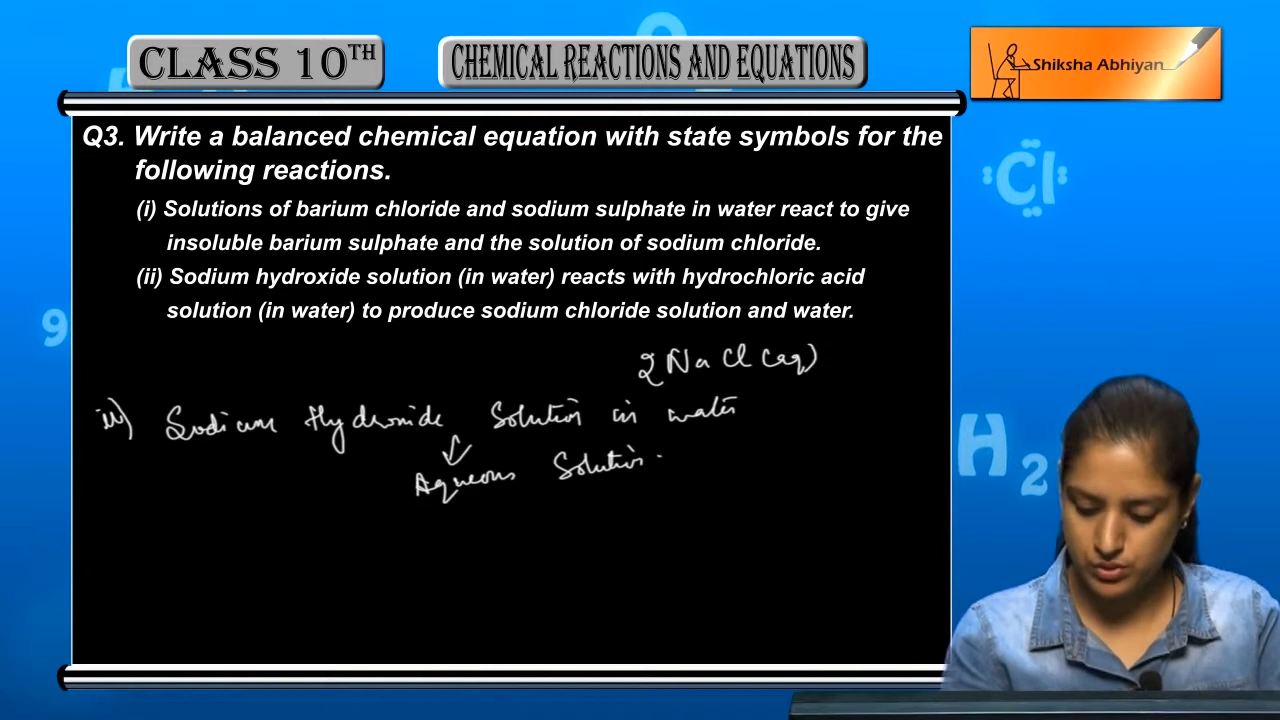 CLASS 10TH
CHEMICAL REACTIONS AND EQUATIONS
Shiksha Abhiyan
Q3. Write a balanced chemical equation with state symbols for the
following reactions.
(i) Solutions of barium chloride and sodium sulphate in water react to give
insoluble barium sulphate and the solution of sodium chloride.
(ii) Sodium hydroxide solution (in water) reacts with hydrochloric acid
solution (in water) to produce sodium chloride solution and water.
2NaCl(aq)
ii) Sodium Hydroxide Solution in water
Aqueous Solution.
9
Cl
H2